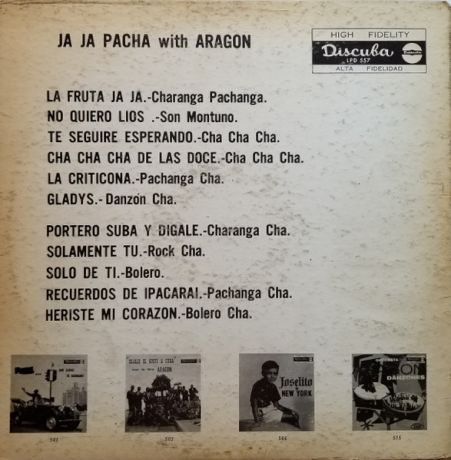 JA JA PACHA with ARAGON
HIGH FIDELITY
Discuba
LPD 557
ALTA FIDELIDAD
LA FRUTA JA JA.-Charanga Pachanga.
NO QUIERO LIOS .-Son Montuno.
TE SEGUIRE ESPERANDO.-Cha Cha Cha.
CHA CHA CHA DE LAS DOCE.-Cha Cha Cha.
LA CRITICONA.-Pachanga Cha.
GLADYS.-Danzón Cha.
PORTERO SUBA Y DIGALE.-Charanga Cha.
SOLAMENTE TU.-Rock Cha.
SOLO DE TI.-Bolero.
RECUERDOS DE IPACARAI.-Pachanga Cha.
HERISTE MI CORAZON.-Bolero Cha.
ARAGON
Joselito
NEW YORK
DANZONES
503
515